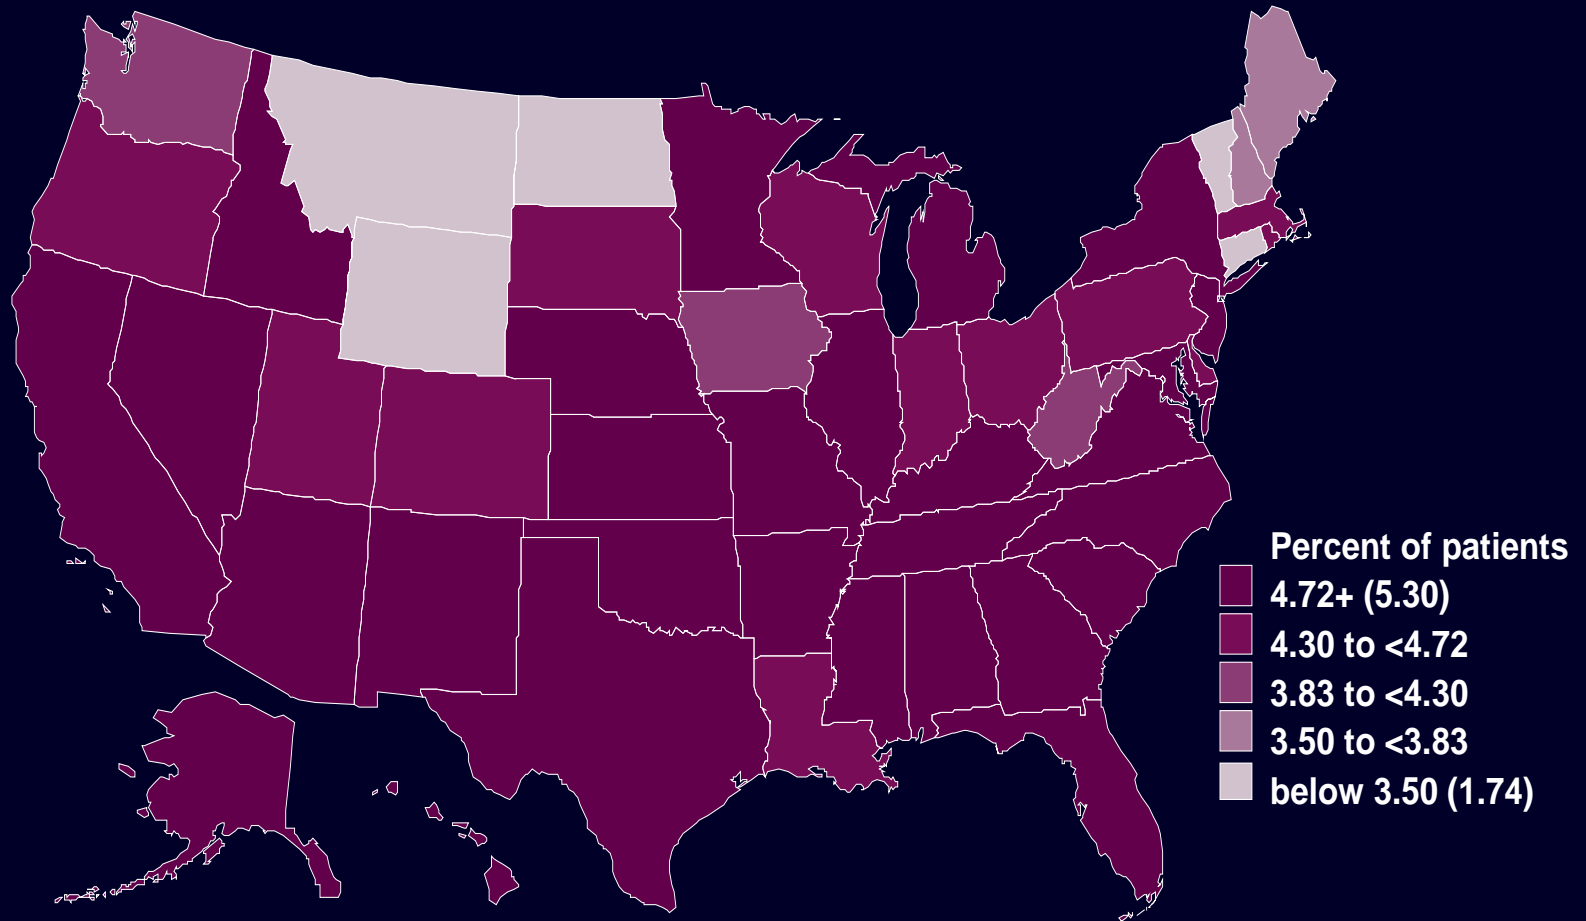 Percent of patients
4.72+ (5.30)
4.30 to <4.72
3.83 to <4.30
3.50 to <3.83
below 3.50 (1.74)